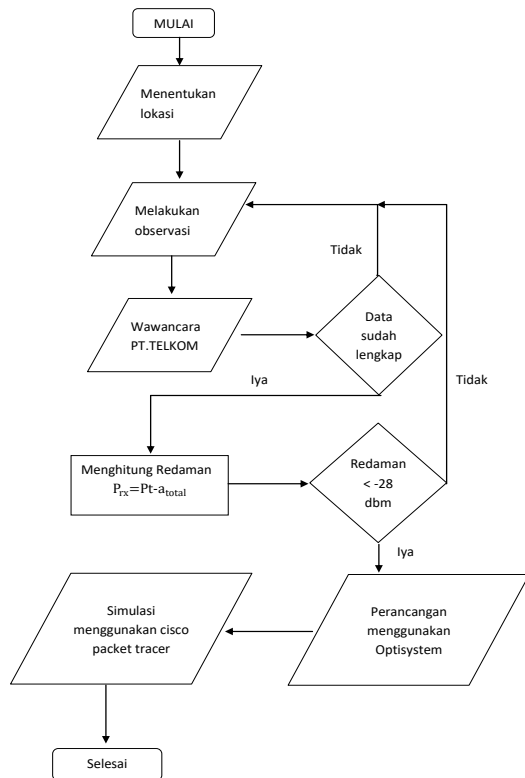 MULAI
Menentukan
lokasi
Melakukan
observasi
Tidak
Wawancara
PT.TELKOM
Data
sudah
lengkap
Iya
Tidak
Menghitung Redaman
Prx=Pt-atotal
Redaman
< -28
dbm
Iya
Simulasi
menggunakan cisco
packet tracer
Perancangan
menggunakan
Optisystem
Selesai